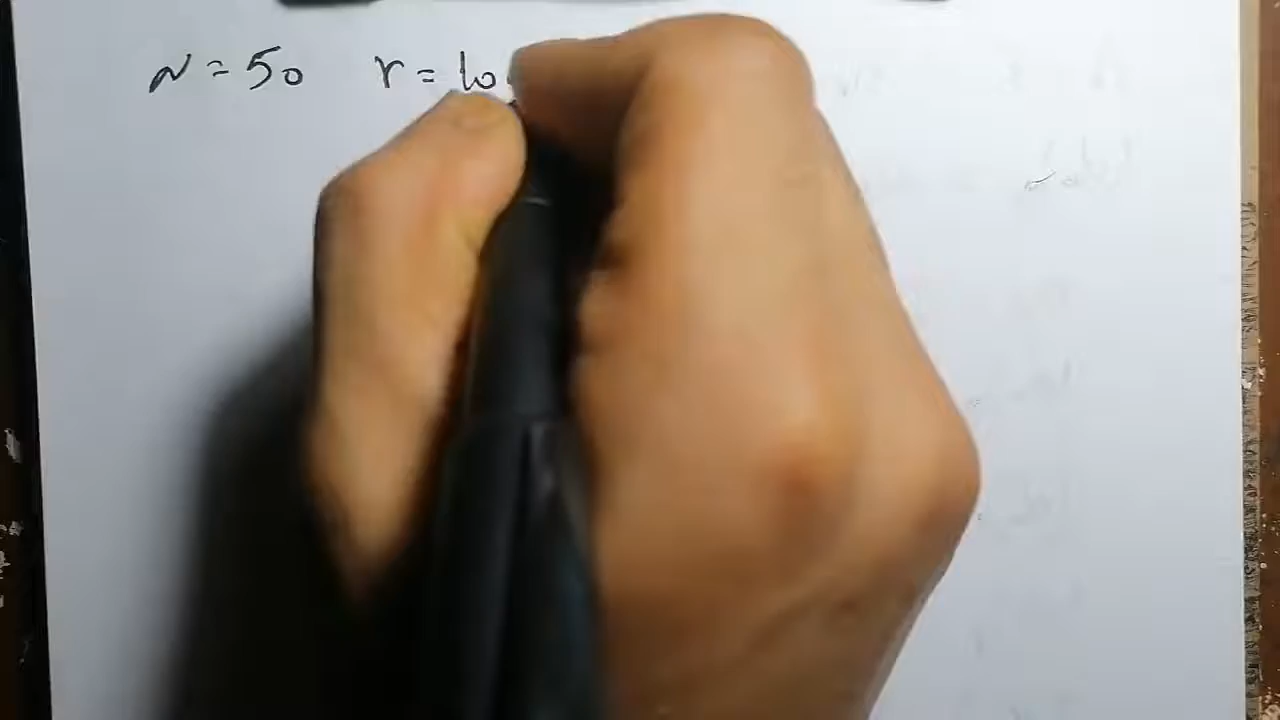 N = 50 r = 10